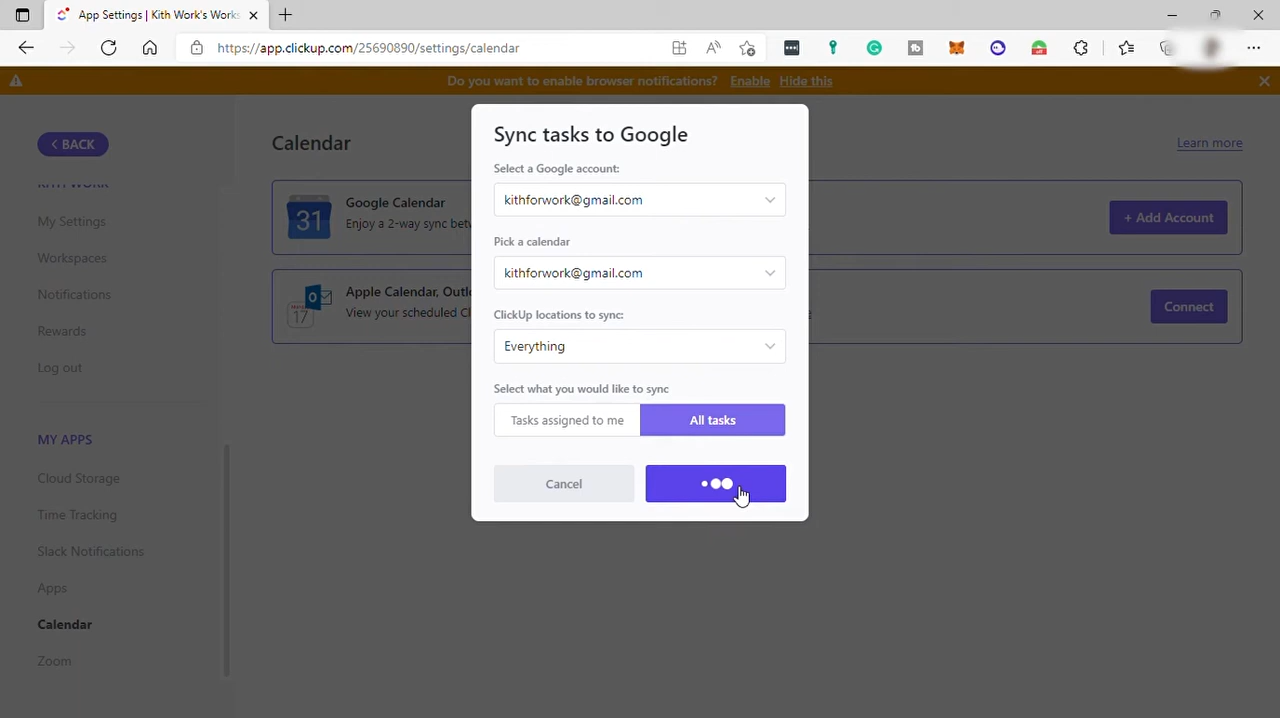 App Settings | Kith Work's Works
https://app.clickup.com/25690890/settings/calendar
Do you want to enable browser notifications? Enable Hide this
BACK
KITH WORK
My Settings
Workspaces
Notifications
Rewards
Log out
MY APPS
Cloud Storage
Time Tracking
Slack Notifications
Apps
Calendar
Zoom
Calendar
Learn more
31
Google Calendar
Enjoy a 2-way sync
+ Add Account
17
Apple Calendar,
View your scheduled
Connect
Sync tasks to Google
Select a Google account:
kithforwork@gmail.com
Pick a calendar
kithforwork@gmail.com
ClickUp locations to sync:
Everything
Select what you would like to sync
Tasks assigned to me
All tasks
Cancel